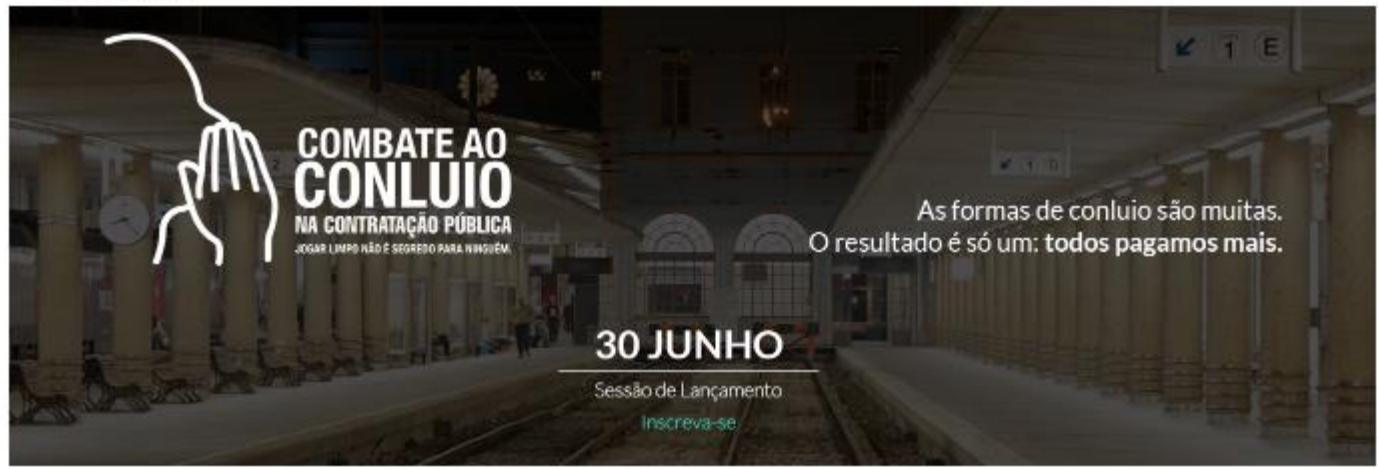 COMBATE AO
CONLUIO
NA CONTRATAÇÃO PÚBLICA
JOGAR LIMPO NÃO É SEGREDO PARA NINGUÉM.
1 E
1 D
As formas de conluio são muitas.
O resultado é só um: todos pagamos mais.
30 JUNHO
Sessão de Lançamento
Inscreva-se